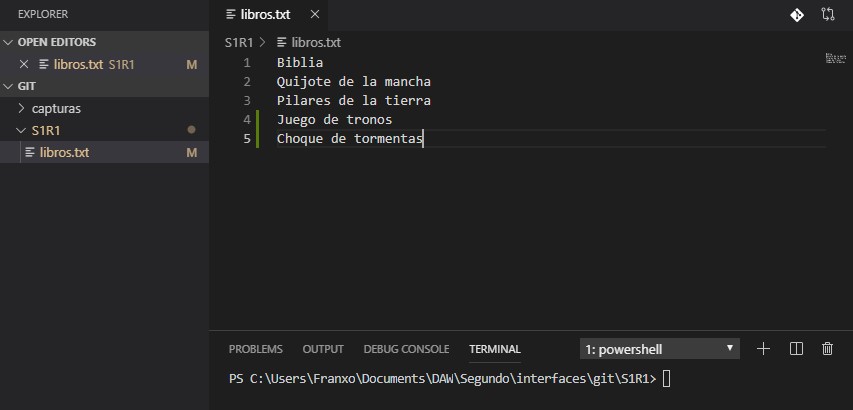 EXPLORER
OPEN EDITORS
libros.txt S1R1 M
GIT
capturas
S1R1
libros.txt M
libros.txt
S1R1 > libros.txt
1 Biblia
2 Quijote de la mancha
3 Pilares de la tierra
4 Juego de tronos
5 Choque de tormentas
PROBLEMS OUTPUT DEBUG CONSOLE TERMINAL 1: powershell
PS C:\Users\Franxo\Documents\DAW\Segundo\interfaces\git\S1R1>